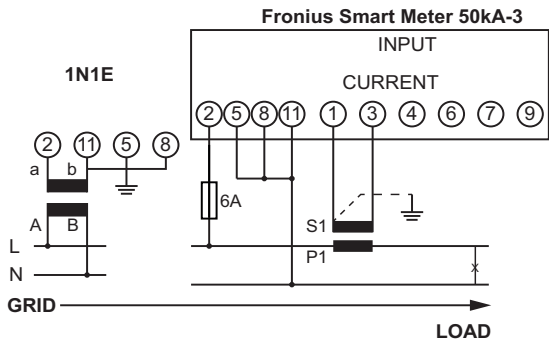 Fronius Smart Meter 50kA-3
INPUT
CURRENT
1N1E
2 5 8 11 1 3 4 6 7 9
2 11 5 8
a b
6A
A B
S1
P1
L
N
x
GRID
LOAD